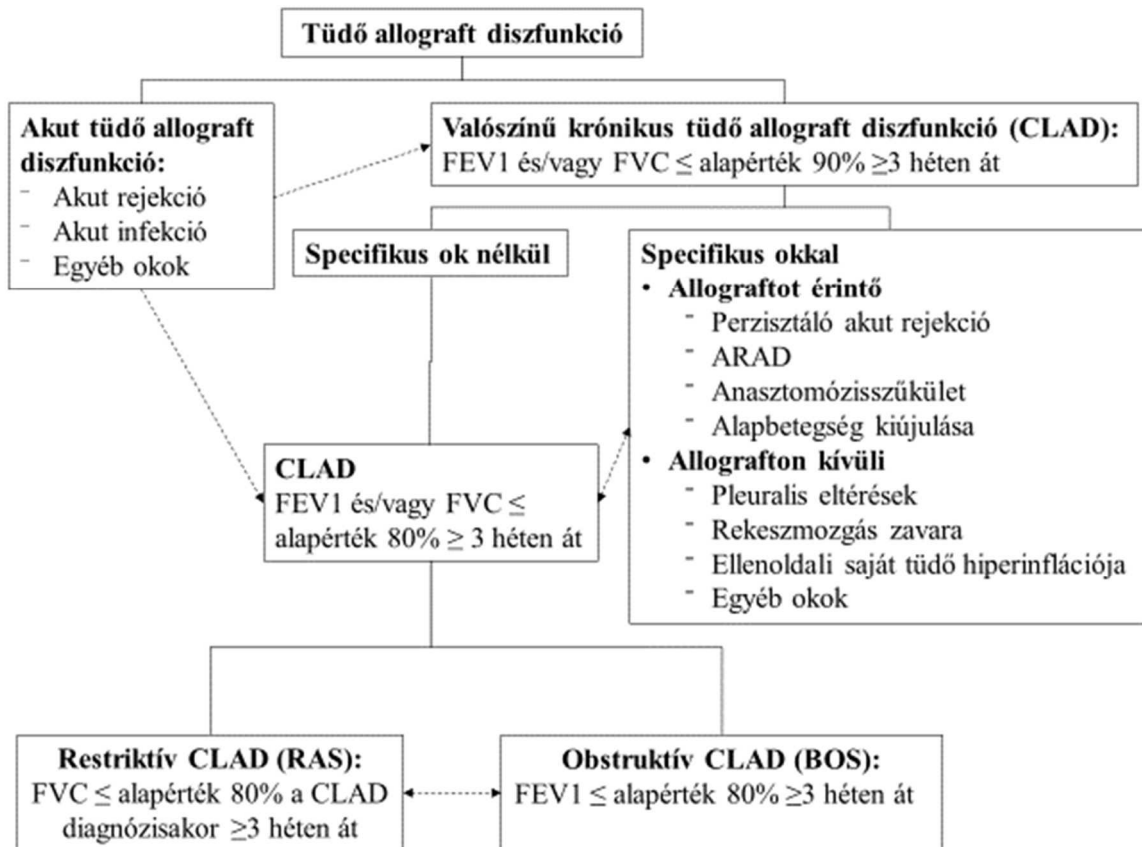 Tüdő allograft diszfunkció
Akut tüdő allograft
diszfunkció:
- Akut rejekció
- Akut infekció
- Egyéb okok
Valószínű krónikus tüdő allograft diszfunkció (CLAD):
FEV1 és/vagy FVC ≤ alapérték 90% ≥3 héten át
Specifikus ok nélkül
Specifikus okkal
• Allograftot érintő
- Perzisztáló akut rejekció
- ARAD
- Anasztomózisszűkület
- Alapbetegség kiújulása
• Allografton kívüli
- Pleuralis eltérések
- Rekeszmozgás zavara
- Ellenoldali saját tüdő hiperinflációja
- Egyéb okok
CLAD
FEV1 és/vagy FVC ≤
alapérték 80% ≥ 3 héten át
Restriktív CLAD (RAS):
FVC ≤ alapérték 80% a CLAD
diagnózisakor ≥3 héten át
Obstruktív CLAD (BOS):
FEV1 ≤ alapérték 80% ≥3 héten át